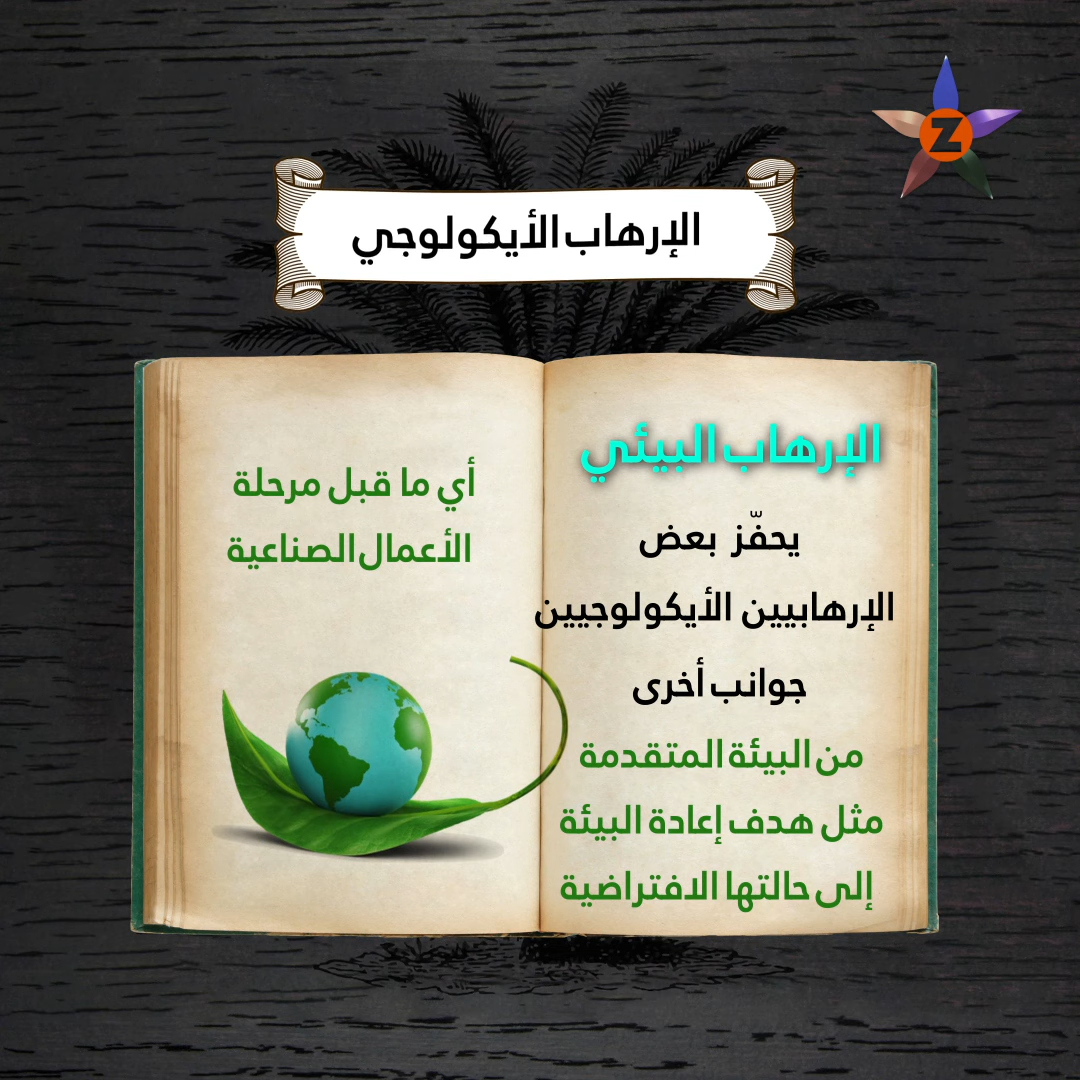 Z
الإرهاب الأيكولوجي
الإرهاب البيئي
يحفّز بعض
الإرهابيين الأيكولوجيين
جوانب أخرى
من البيئة المتقدمة
مثل هدف إعادة البيئة
إلى حالتها الافتراضية
أي ما قبل مرحلة
الأعمال الصناعية